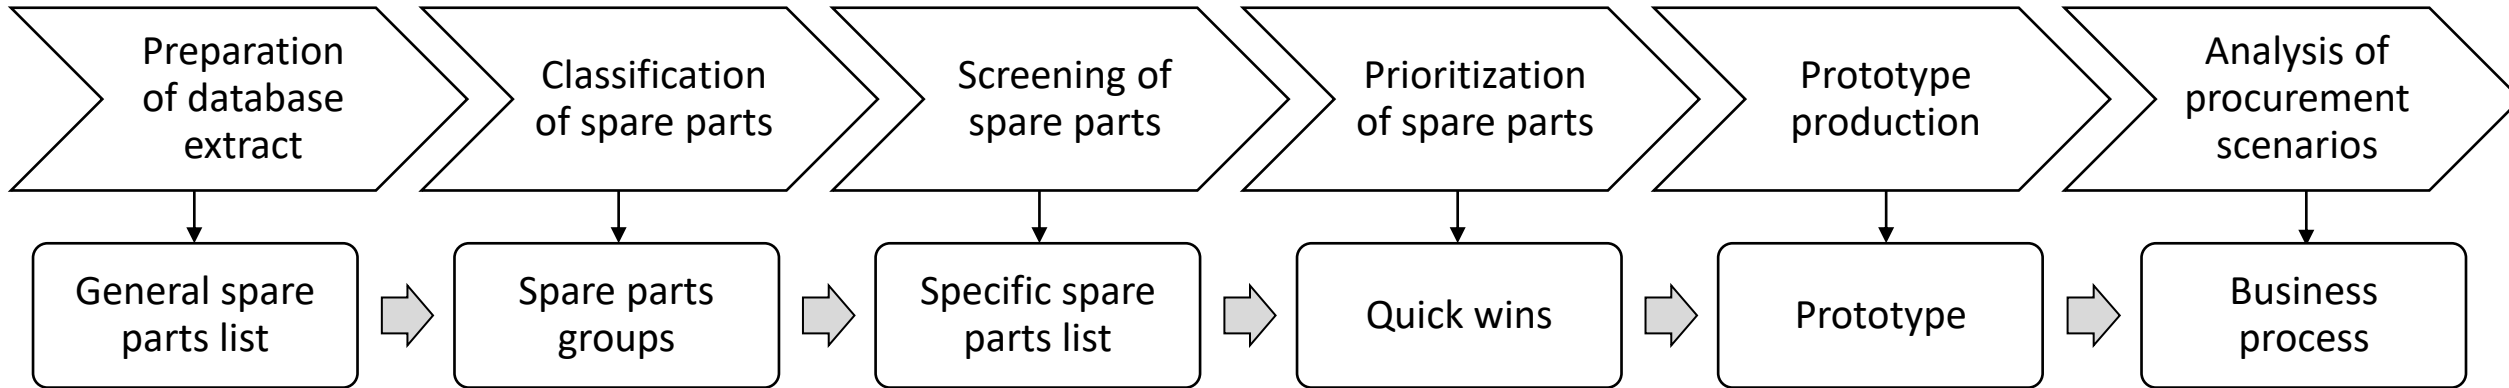 Preparation
of database
extract
Classification
of spare parts
Screening of
spare parts
Prioritization
of spare parts
Prototype
production
Analysis of
procurement
scenarios
General spare
parts list
Spare parts
groups
Specific spare
parts list
Quick wins
Prototype
Business
process